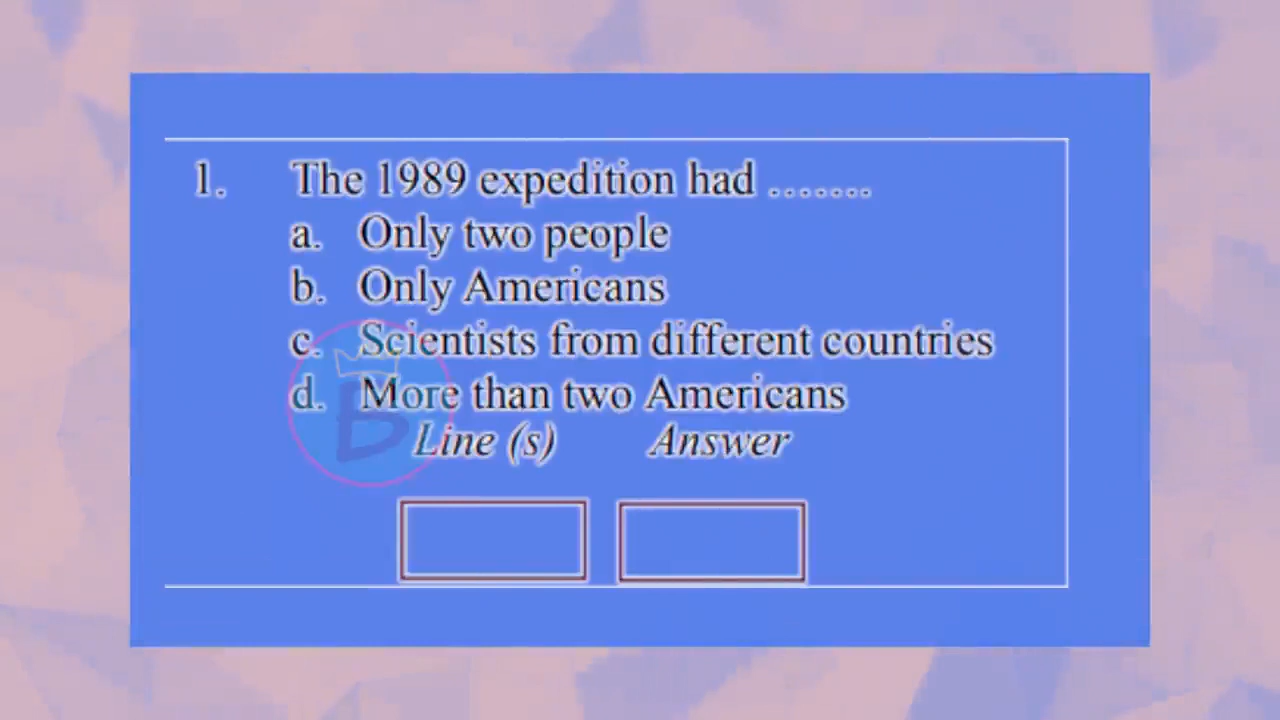 1. The 1989 expedition had .......
a. Only two people
b. Only Americans
c. Scientists from different countries
d. More than two Americans
B
Line (s) Answer